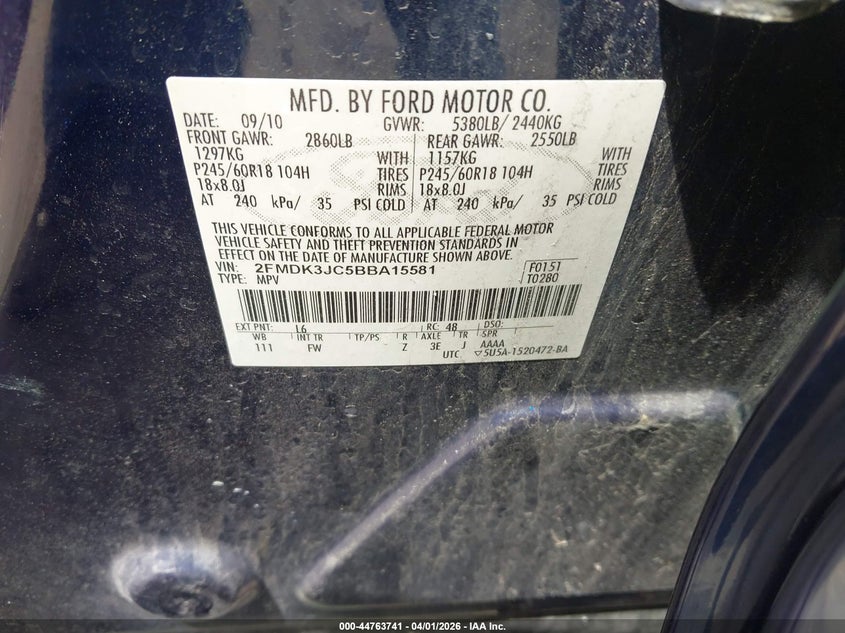 MFD. BY FORD MOTOR CO.
DATE: 09/10 GVWR: 5380LB/ 2440KG
FRONT GAWR: 2860LB REAR GAWR: 2550LB
1297KG WITH 1157KG WITH
P245/60R18 104H TIRES P245/60R18 104H TIRES
18x8.0J RIMS 18x8.0J RIMS
AT 240 kPa/ 35 PSI COLD AT 240 kPa/ 35 PSI COLD
THIS VEHICLE CONFORMS TO ALL APPLICABLE FEDERAL MOTOR
VEHICLE SAFETY AND THEFT PREVENTION STANDARDS IN
EFFECT ON THE DATE OF MANUFACTURE SHOWN ABOVE.
VIN: 2FMDK3JC5BBA15581 F0151
TYPE: MPV T0280
EXT PNT: L6 RC: 48 DSO:
WB INT TR TP/PS R AXLE TR SPR
111 FW Z 3E J AAAA
UTC ▽5U5A-1520472-BA
000-44763741 - 04/01/2026 - IAA Inc.